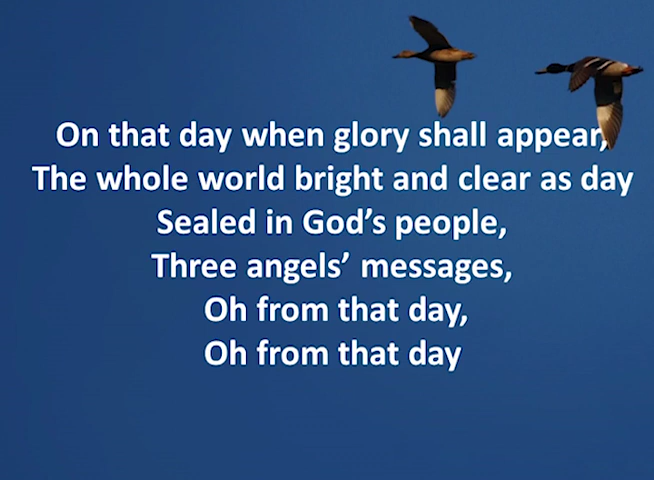 On that day when glory shall appear,
The whole world bright and clear as day
Sealed in God’s people,
Three angels’ messages,
Oh from that day,
Oh from that day